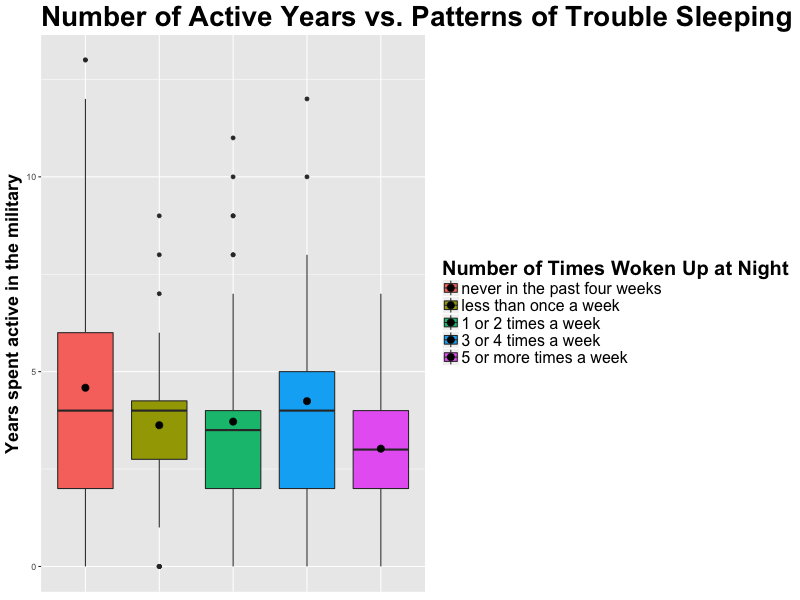 Number of Active Years vs. Patterns of Trouble Sleeping
Years spent active in the military
10
5
0
Number of Times Woken Up at Night
never in the past four weeks
less than once a week
1 or 2 times a week
3 or 4 times a week
5 or more times a week